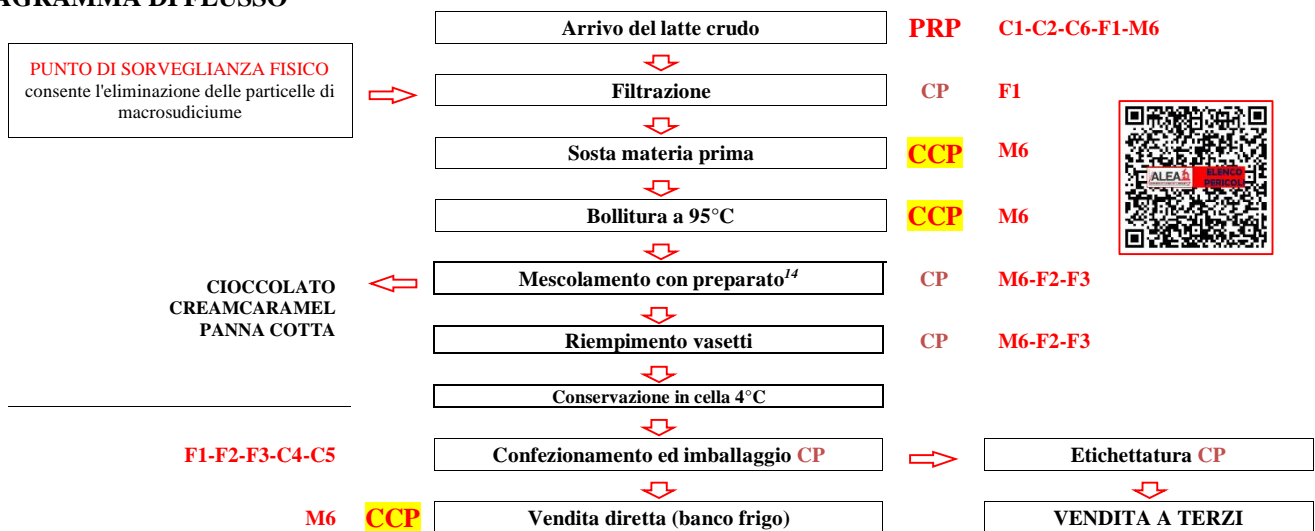 AGRAMMA DI FLUSSO
Arrivo del latte crudo PRP C1-C2-C6-F1-M6
PUNTO DI SORVEGLIANZA FISICO
consente l'eliminazione delle particelle di
macrosudiciume
Filtrazione CP F1
Sosta materia prima CCP M6
ALEA ELENCO
PERICOLI
Bollitura a 95°C CCP M6
CIOCCOLATO
CREAMCARAMEL
PANNA COTTA
Mescolamento con preparato14 CP M6-F2-F3
Riempimento vasetti CP M6-F2-F3
Conservazione in cella 4°C
F1-F2-F3-C4-C5 Confezionamento ed imballaggio CP Etichettatura CP
M6 CCP Vendita diretta (banco frigo) VENDITA A TERZI